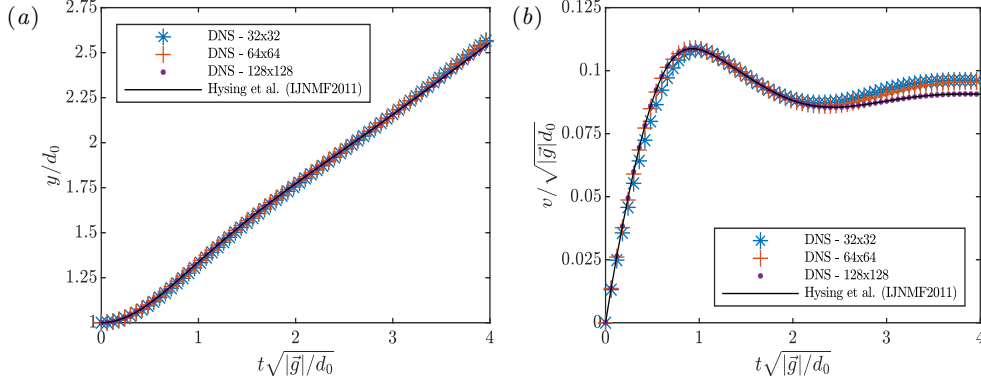 (a)
2.75
2.5
2.25
2
1.75
1.5
1.25
1
y/d₀
DNS - 32x32
DNS - 64x64
DNS - 128x128
Hysing et al. (IJNMF2011)
0 1 2 3 4
t√|g⃗|/d₀
(b)
0.125
0.1
0.075
0.05
0.025
0
v/√|g⃗|d₀
DNS - 32x32
DNS - 64x64
DNS - 128x128
Hysing et al. (IJNMF2011)
0 1 2 3 4
t√|g⃗|/d₀